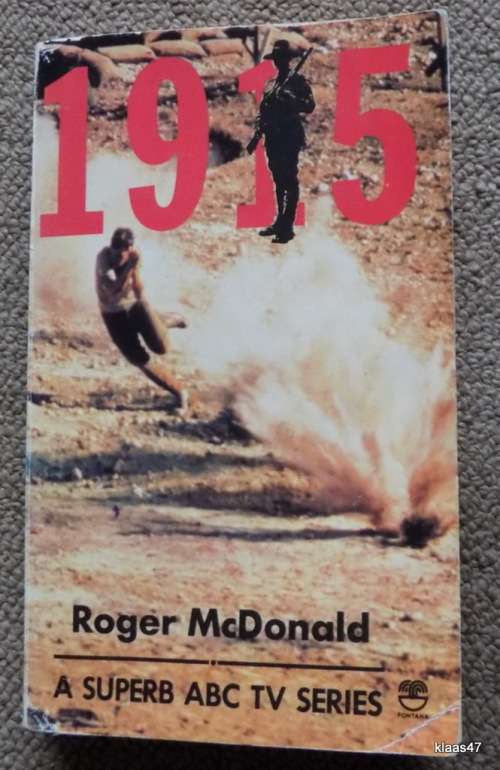 1915
Roger McDonald
A SUPERB ABC TV SERIES
FONTANA
klaas47